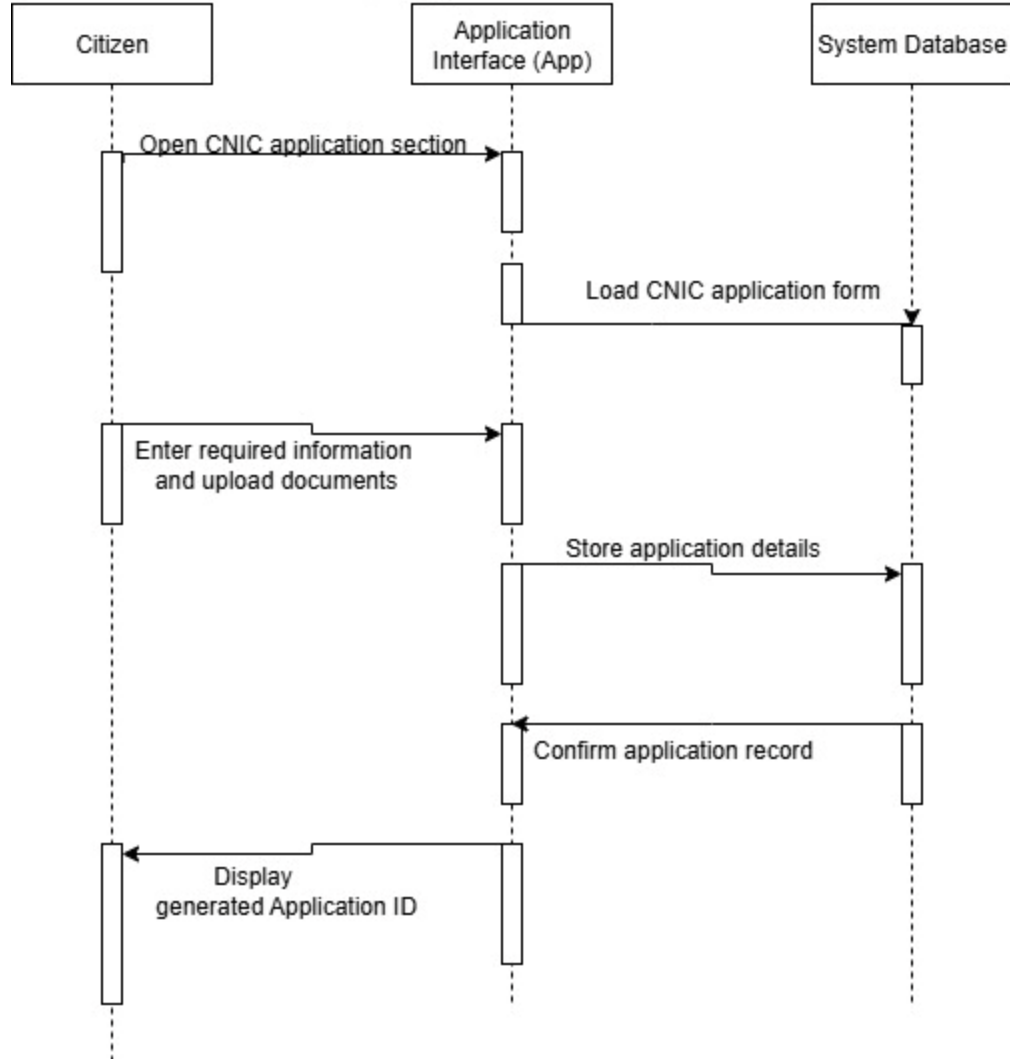 Citizen
Application
Interface (App)
System Database
Open CNIC application section
Load CNIC application form
Enter required information
and upload documents
Store application details
Confirm application record
Display
generated Application ID